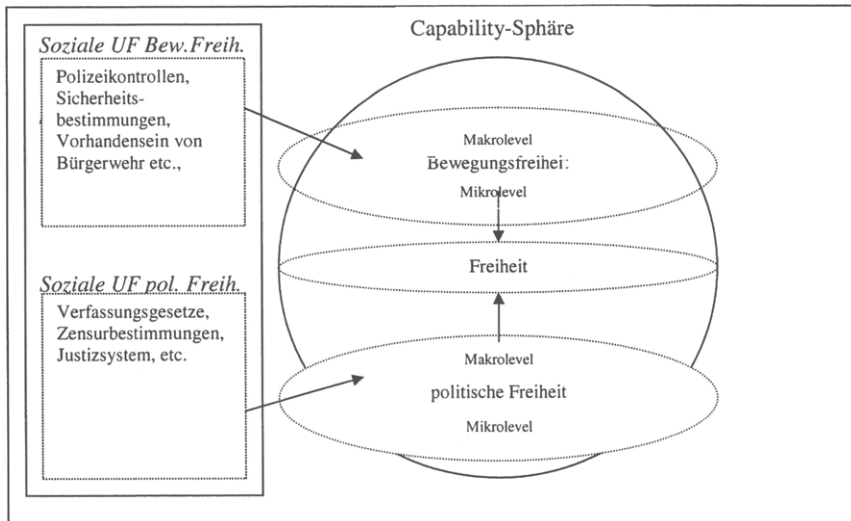 Capability-Sphäre
Soziale UF Bew.Freih.
Polizeikontrollen,
Sicherheits-
bestimmungen,
Vorhandensein von
Bürgerwehr etc.,
Makrolevel
Bewegungsfreihei:
Mikrolevel
Freiheit
Soziale UF pol. Freih.
Verfassungsgesetze,
Zensurbestimmungen,
Justizsystem, etc.
Makrolevel
politische Freiheit
Mikrolevel